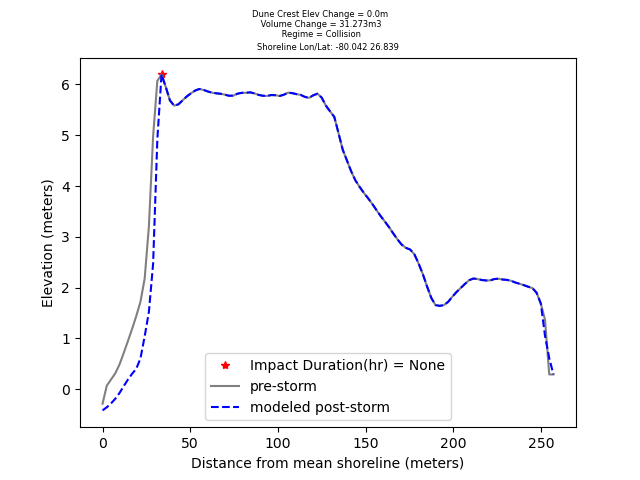 Dune Crest Elev Change = 0.0m
Volume Change = 31.273m3
Regime = Collision
Shoreline Lon/Lat: -80.042 26.839
Elevation (meters)
6
5
4
3
2
1
0
Impact Duration(hr) = None
pre-storm
modeled post-storm
0 50 100 150 200 250
Distance from mean shoreline (meters)